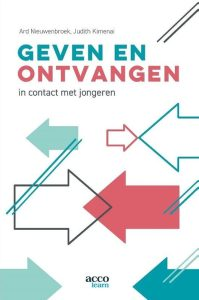 Ard Nieuwenbroek, Judith Kimenai
GEVEN EN
ONTVANGEN
in contact met jongeren
acco
learn